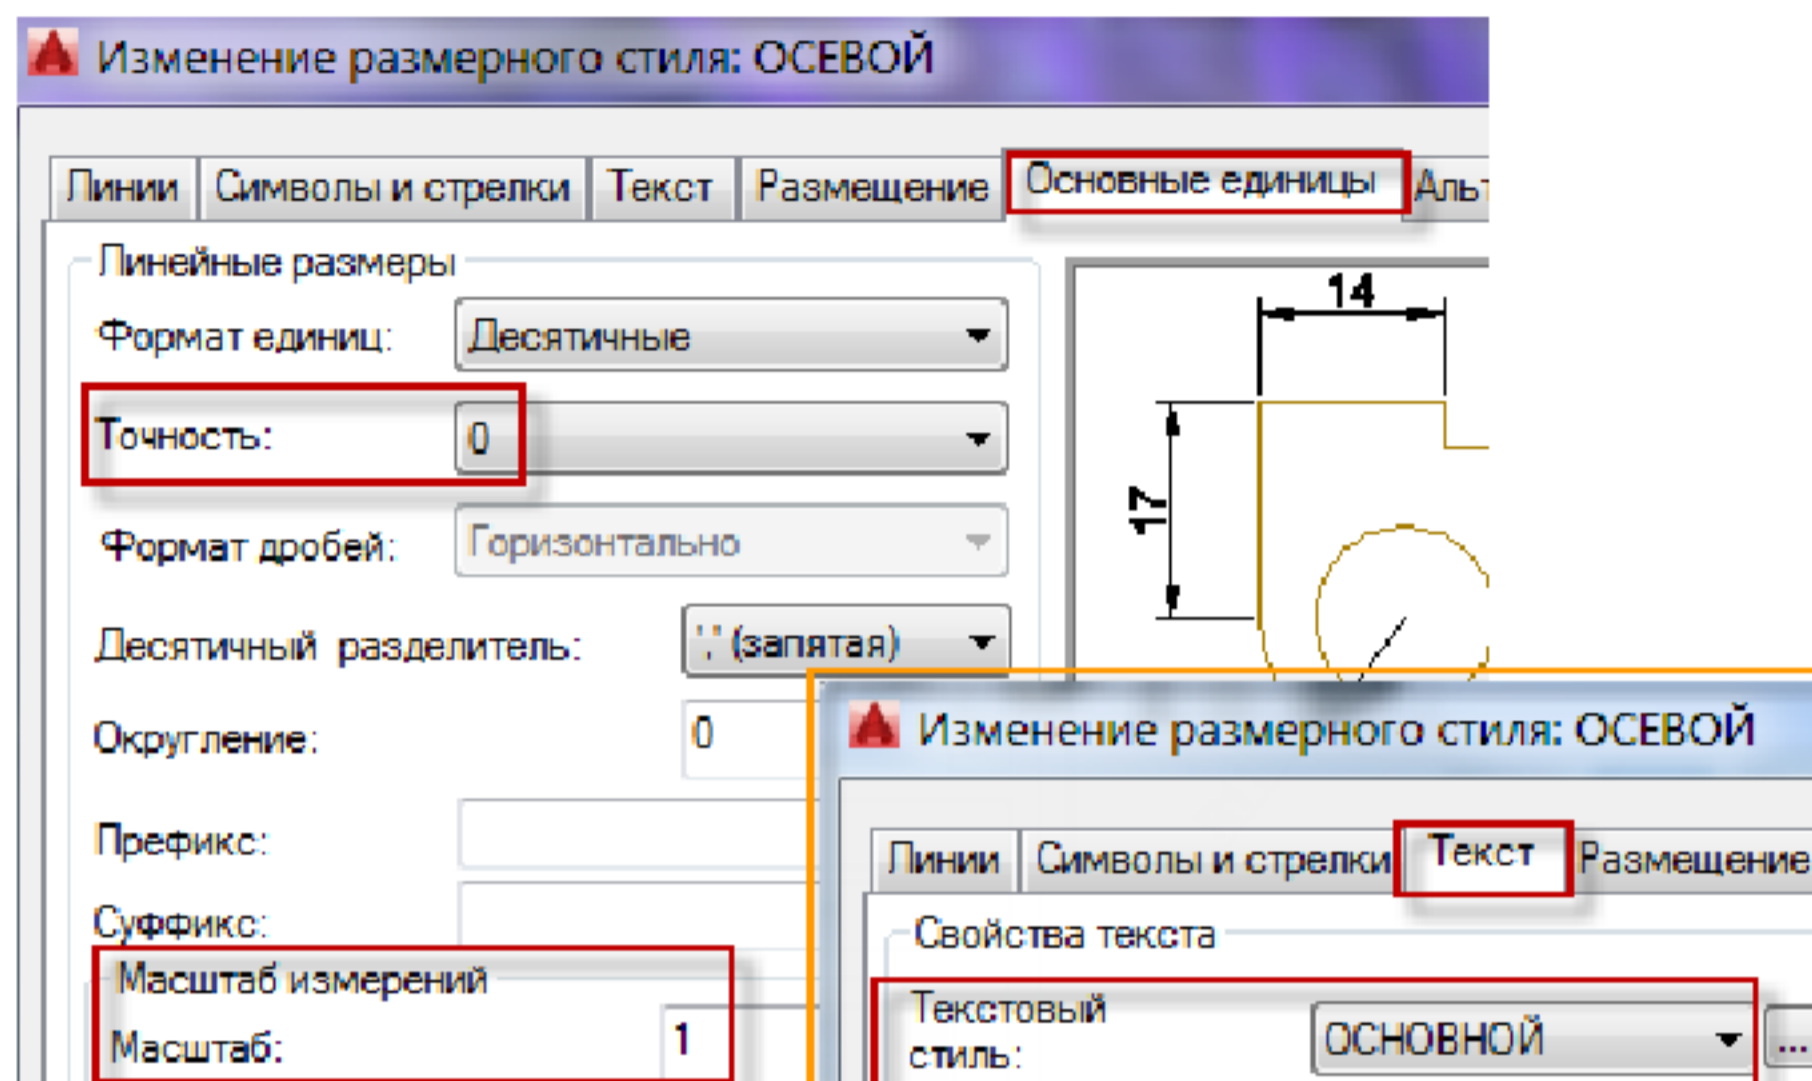 Изменение размерного стиля: ОСЕВОЙ
Линии Символы и стрелки Текст Размещение Основные единицы Альт
Линейные размеры
Формат единиц: Десятичные
Точность: 0
Формат дробей: Горизонтально
Десятичный разделитель: ',' (запятая)
Округление: 0
Префикс:
Суффикс:
Масштаб измерений
Масштаб: 1
14
17
Изменение размерного стиля: ОСЕВОЙ
Линии Символы и стрелки Текст Размещение
Свойства текста
Текстовый
стиль: ОСНОВНОЙ ...